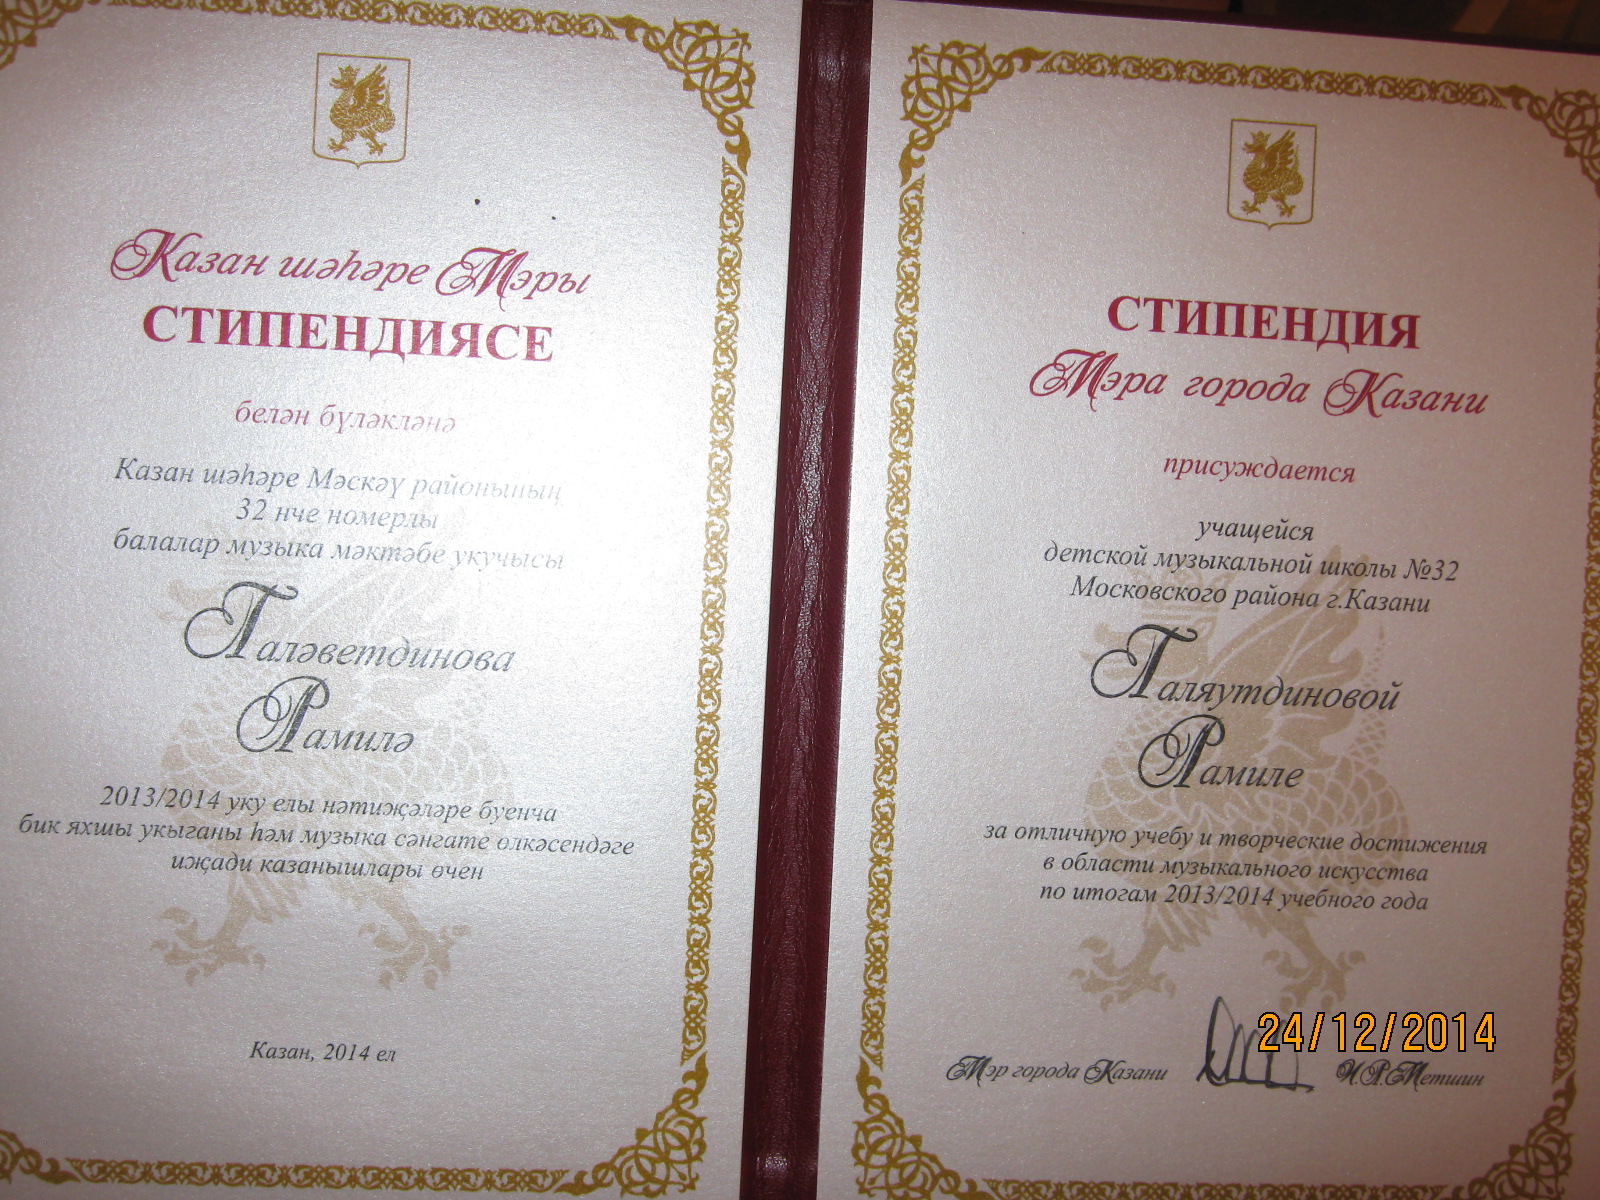 Казан шәһәре Мэры
СТИПЕНДИЯСЕ
белән бүләкләнә
Казан шәһәре Мәскәү районының
32 нче номерлы
балалар музыка мәктәбе укучысы
Галәветдинова
Рамилә
2013/2014 уку елы нәтиҗәләре буенча
бик яхшы укыганы һәм музыка сәнгате өлкәсендәге
иҗади казанышлары өчен
Казан, 2014 ел
СТИПЕНДИЯ
Мэра города Казани
присуждается
учащейся
детской музыкальной школы №32
Московского района г.Казани
Галяутдиновой
Рамиле
за отличную учебу и творческие достижения
в области музыкального искусства
по итогам 2013/2014 учебного года
Мэр города Казани И.Р.Метшин
24/12/2014